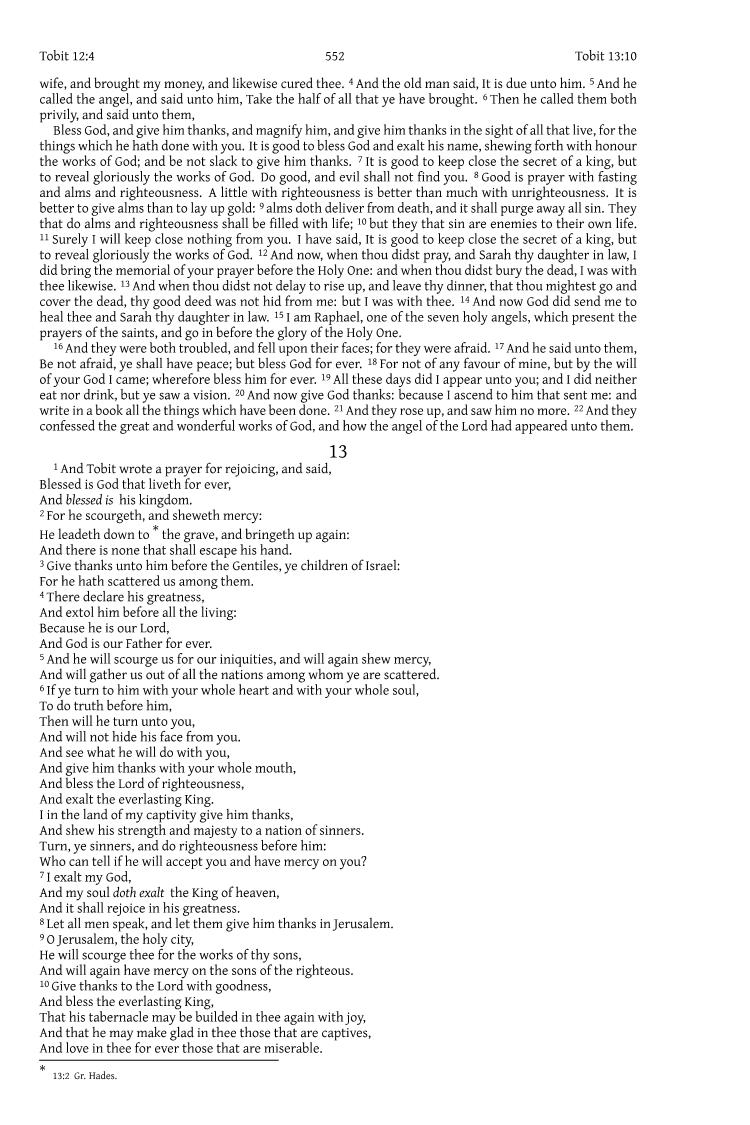 Tobit 12:4 552 Tobit 13:10
wife, and brought my money, and likewise cured thee. 4 And the old man said, It is due unto him. 5 And he
called the angel, and said unto him, Take the half of all that ye have brought. 6 Then he called them both
privily, and said unto them,
Bless God, and give him thanks, and magnify him, and give him thanks in the sight of all that live, for the
things which he hath done with you. It is good to bless God and exalt his name, shewing forth with honour
the works of God; and be not slack to give him thanks. 7 It is good to keep close the secret of a king, but
to reveal gloriously the works of God. Do good, and evil shall not find you. 8 Good is prayer with fasting
and alms and righteousness. A little with righteousness is better than much with unrighteousness. It is
better to give alms than to lay up gold: 9 alms doth deliver from death, and it shall purge away all sin. They
that do alms and righteousness shall be filled with life; 10 but they that sin are enemies to their own life.
11 Surely I will keep close nothing from you. I have said, It is good to keep close the secret of a king, but
to reveal gloriously the works of God. 12 And now, when thou didst pray, and Sarah thy daughter in law, I
did bring the memorial of your prayer before the Holy One: and when thou didst bury the dead, I was with
thee likewise. 13 And when thou didst not delay to rise up, and leave thy dinner, that thou mightest go and
cover the dead, thy good deed was not hid from me: but I was with thee. 14 And now God did send me to
heal thee and Sarah thy daughter in law. 15 I am Raphael, one of the seven holy angels, which present the
prayers of the saints, and go in before the glory of the Holy One.
16 And they were both troubled, and fell upon their faces; for they were afraid. 17 And he said unto them,
Be not afraid, ye shall have peace; but bless God for ever. 18 For not of any favour of mine, but by the will
of your God I came; wherefore bless him for ever. 19 All these days did I appear unto you; and I did neither
eat nor drink, but ye saw a vision. 20 And now give God thanks: because I ascend to him that sent me: and
write in a book all the things which have been done. 21 And they rose up, and saw him no more. 22 And they
confessed the great and wonderful works of God, and how the angel of the Lord had appeared unto them.
13
1 And Tobit wrote a prayer for rejoicing, and said,
Blessed is God that liveth for ever,
And blessed is his kingdom.
2 For he scourgeth, and sheweth mercy:
He leadeth down to * the grave, and bringeth up again:
And there is none that shall escape his hand.
3 Give thanks unto him before the Gentiles, ye children of Israel:
For he hath scattered us among them.
4 There declare his greatness,
And extol him before all the living:
Because he is our Lord,
And God is our Father for ever.
5 And he will scourge us for our iniquities, and will again shew mercy,
And will gather us out of all the nations among whom ye are scattered.
6 If ye turn to him with your whole heart and with your whole soul,
To do truth before him,
Then will he turn unto you,
And will not hide his face from you.
And see what he will do with you,
And give him thanks with your whole mouth,
And bless the Lord of righteousness,
And exalt the everlasting King.
I in the land of my captivity give him thanks,
And shew his strength and majesty to a nation of sinners.
Turn, ye sinners, and do righteousness before him:
Who can tell if he will accept you and have mercy on you?
7 I exalt my God,
And my soul doth exalt the King of heaven,
And it shall rejoice in his greatness.
8 Let all men speak, and let them give him thanks in Jerusalem.
9 O Jerusalem, the holy city,
He will scourge thee for the works of thy sons,
And will again have mercy on the sons of the righteous.
10 Give thanks to the Lord with goodness,
And bless the everlasting King,
That his tabernacle may be builded in thee again with joy,
And that he may make glad in thee those that are captives,
And love in thee for ever those that are miserable.
* 13:2 Gr. Hades.